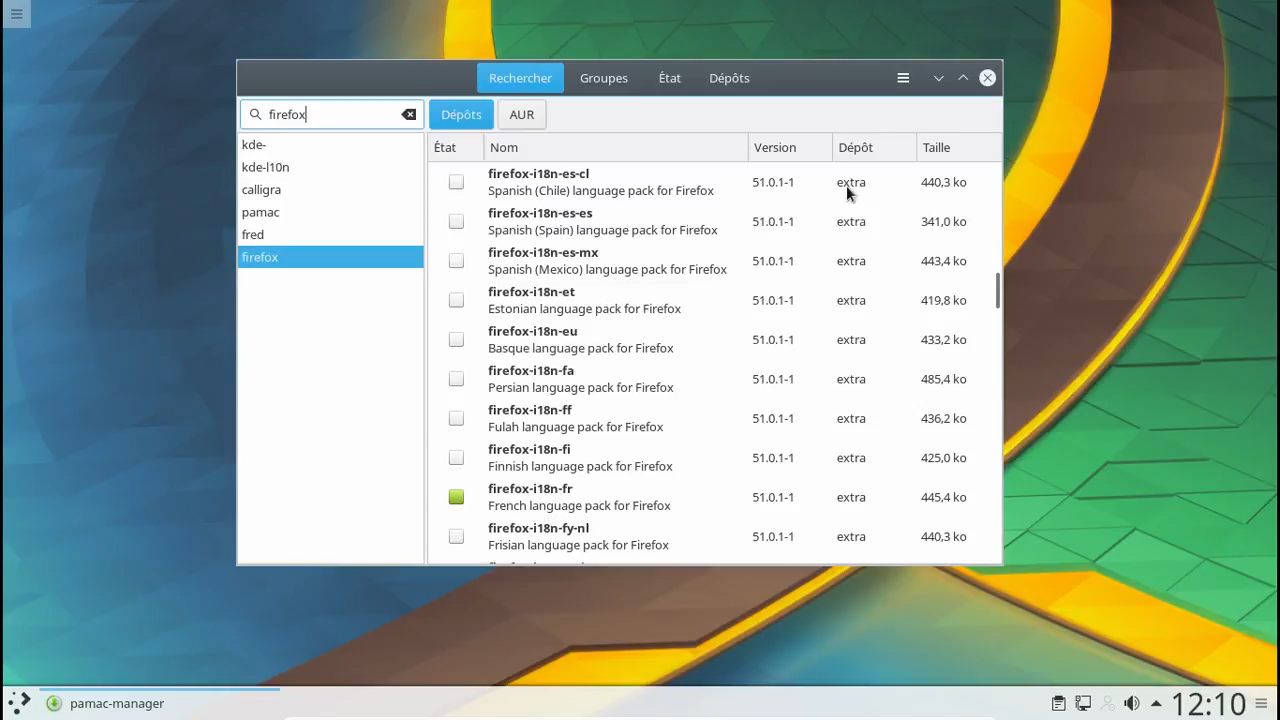 Rechercher Groupes État Dépôts
firefox Dépôts AUR
kde-
kde-l10n
calligra
pamac
fred
firefox
État Nom Version Dépôt Taille
firefox-i18n-es-cl
Spanish (Chile) language pack for Firefox 51.0.1-1 extra 440,3 ko
firefox-i18n-es-es
Spanish (Spain) language pack for Firefox 51.0.1-1 extra 341,0 ko
firefox-i18n-es-mx
Spanish (Mexico) language pack for Firefox 51.0.1-1 extra 443,4 ko
firefox-i18n-et
Estonian language pack for Firefox 51.0.1-1 extra 419,8 ko
firefox-i18n-eu
Basque language pack for Firefox 51.0.1-1 extra 433,2 ko
firefox-i18n-fa
Persian language pack for Firefox 51.0.1-1 extra 485,4 ko
firefox-i18n-ff
Fulah language pack for Firefox 51.0.1-1 extra 436,2 ko
firefox-i18n-fi
Finnish language pack for Firefox 51.0.1-1 extra 425,0 ko
firefox-i18n-fr
French language pack for Firefox 51.0.1-1 extra 445,4 ko
firefox-i18n-fy-nl
Frisian language pack for Firefox 51.0.1-1 extra 440,3 ko
pamac-manager 12:10